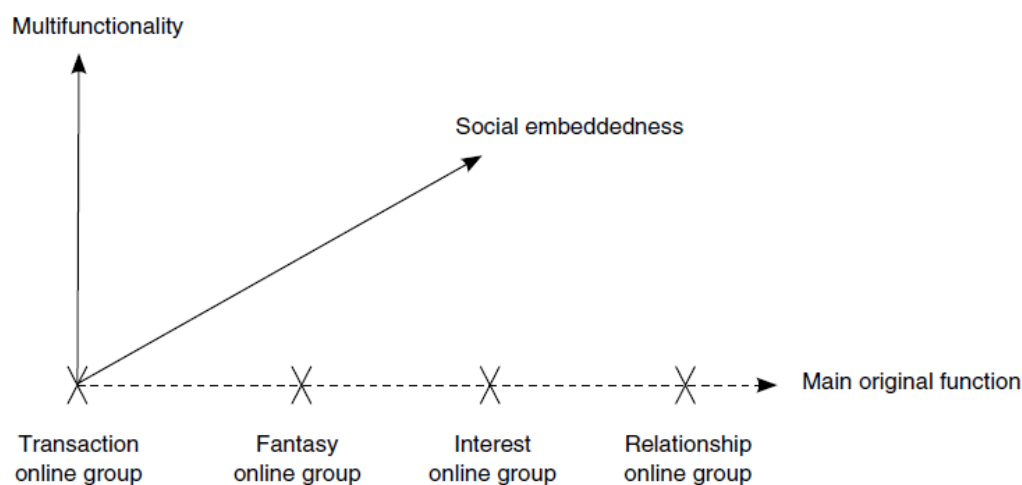 Multifunctionality
Social embeddedness
Main original function
Transaction
online group
Fantasy
online group
Interest
online group
Relationship
online group